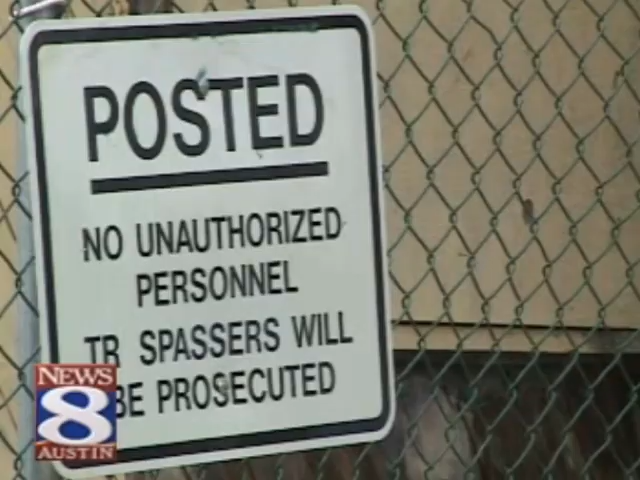 POSTED
NO UNAUTHORIZED
PERSONNEL
TR SPASSERS WILL
BE PROSECUTED
NEWS
8
AUSTIN